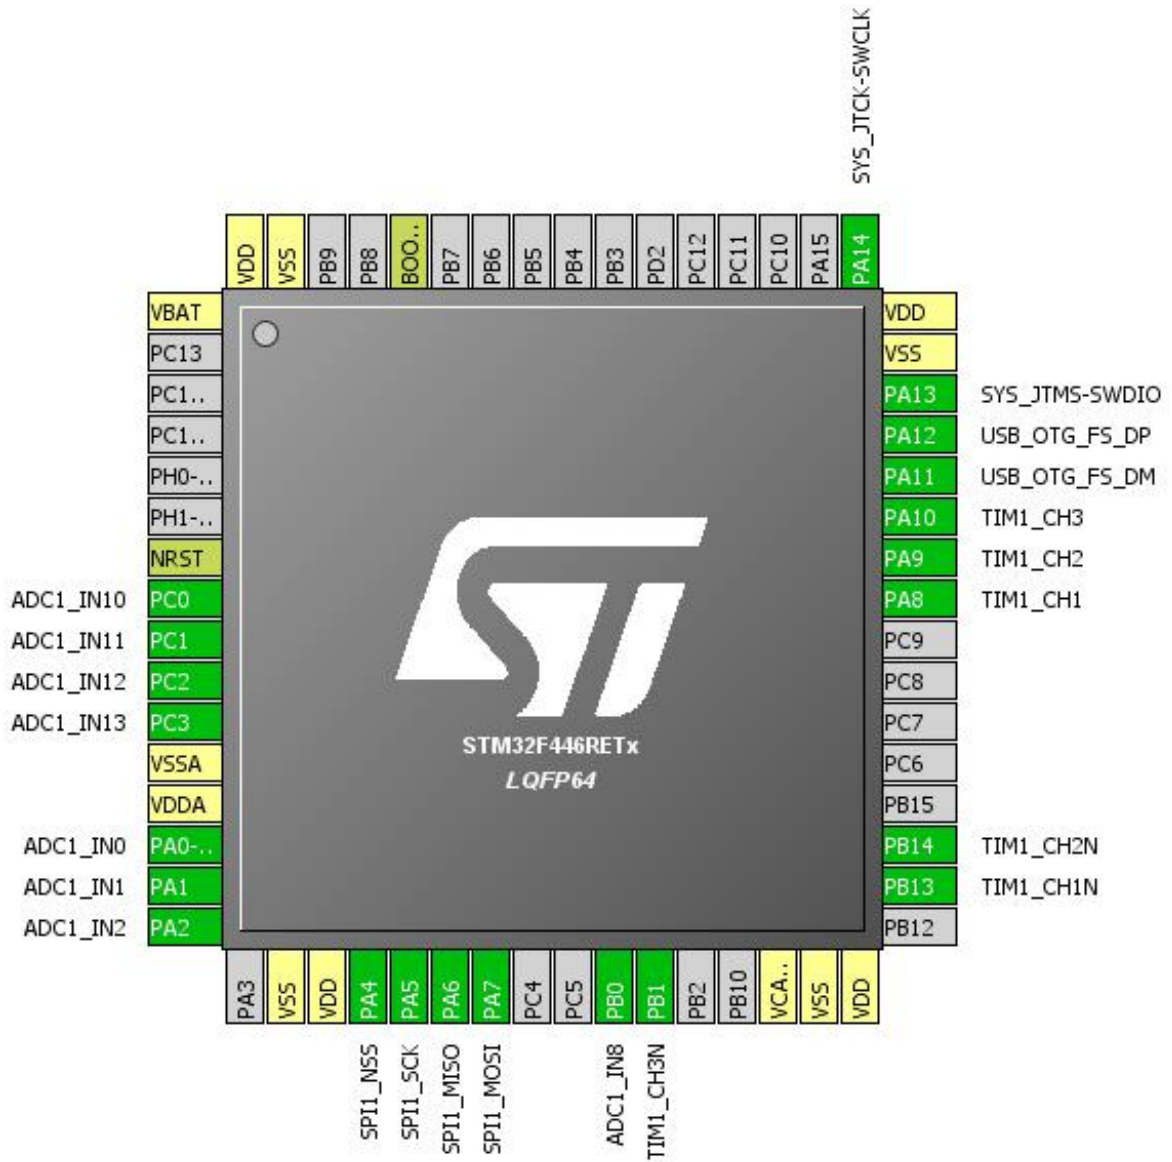 SYS_JTCK-SWCLK
VDD
VSS
PB9
PB8
BOO..
PB7
PB6
PB5
PB4
PB3
PD2
PC12
PC11
PC10
PA15
PA14
VBAT
PC13
PC1..
PC1..
PH0-..
PH1-..
NRST
ADC1_IN10 PC0
ADC1_IN11 PC1
ADC1_IN12 PC2
ADC1_IN13 PC3
VSSA
VDDA
ADC1_IN0 PA0-..
ADC1_IN1 PA1
ADC1_IN2 PA2
ST
STM32F446RETx
LQFP64
VDD
VSS
PA13 SYS_JTMS-SWDIO
PA12 USB_OTG_FS_DP
PA11 USB_OTG_FS_DM
PA10 TIM1_CH3
PA9 TIM1_CH2
PA8 TIM1_CH1
PC9
PC8
PC7
PC6
PB15
PB14 TIM1_CH2N
PB13 TIM1_CH1N
PB12
PA3
VSS
VDD
PA4
PA5
PA6
PA7
PC4
PC5
PB0
PB1
PB2
PB10
VCA..
VSS
VDD
SPI1_NSS
SPI1_SCK
SPI1_MISO
SPI1_MOSI
ADC1_IN8
TIM1_CH3N